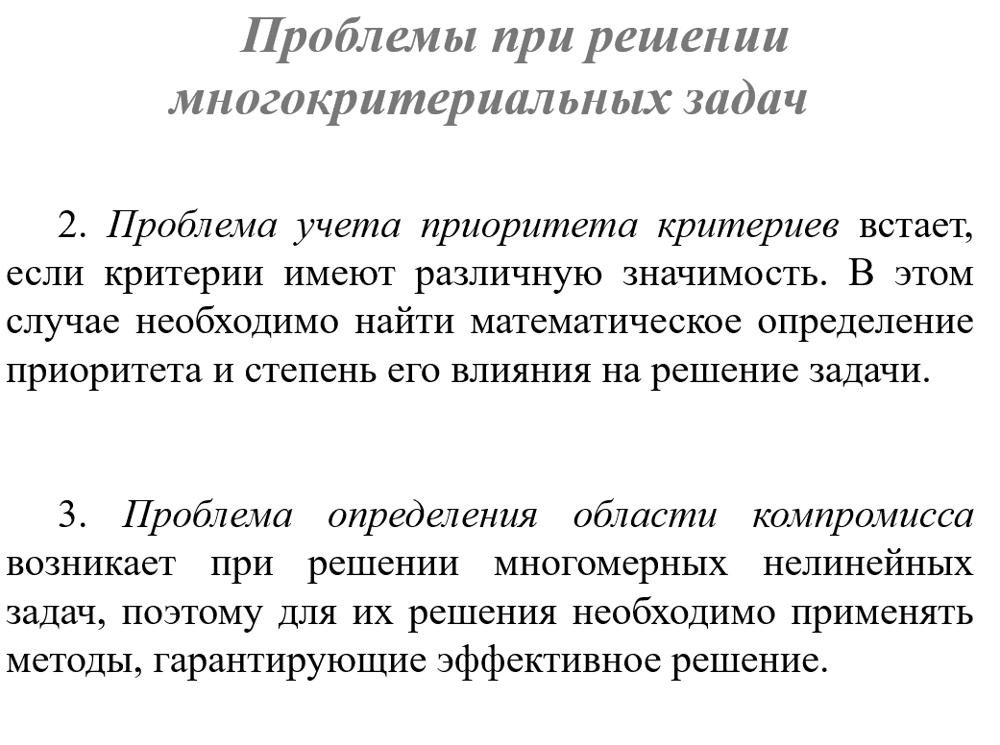 Проблемы при решении
многокритериальных задач
2. Проблема учета приоритета критериев встает,
если критерии имеют различную значимость. В этом
случае необходимо найти математическое определение
приоритета и степень его влияния на решение задачи.
3. Проблема определения области компромисса
возникает при решении многомерных нелинейных
задач, поэтому для их решения необходимо применять
методы, гарантирующие эффективное решение.